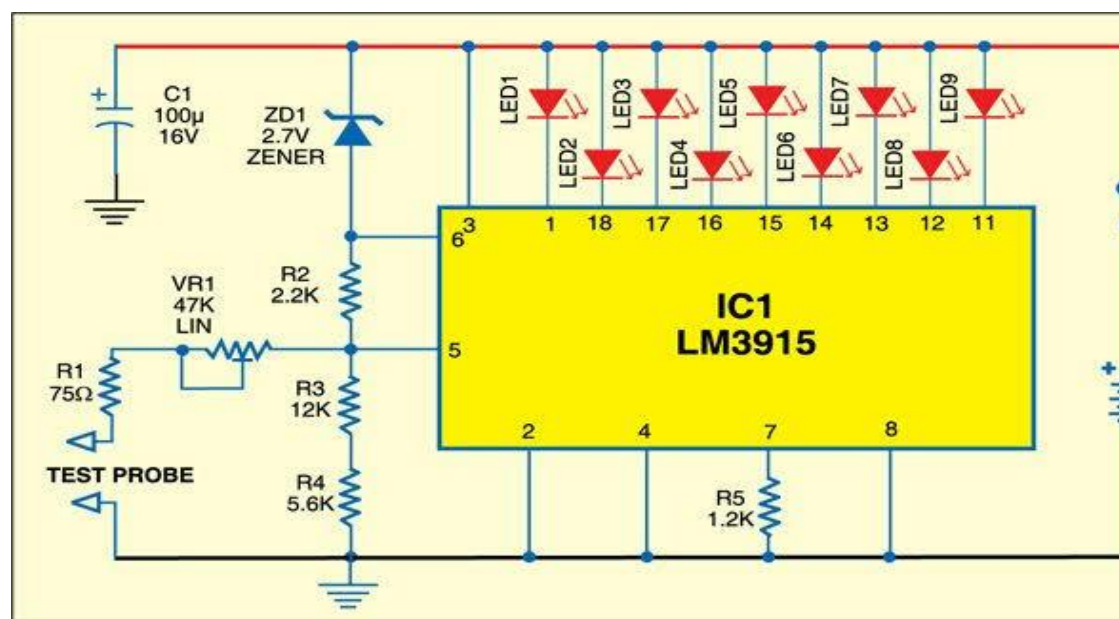 C1
100µ
16V
ZD1
2.7V
ZENER
LED1
LED2
LED3
LED4
LED5
LED6
LED7
LED8
LED9
3
1
18
17
16
15
14
13
12
11
6
R2
2.2K
VR1
47K
LIN
IC1
LM3915
5
R1
75Ω
R3
12K
2
4
7
8
TEST PROBE
R4
5.6K
R5
1.2K